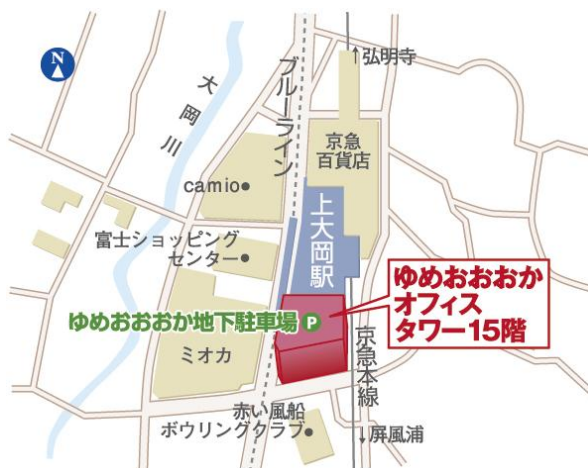 N
↑弘明寺
大岡川
ブルーライン
京急
百貨店
camio
上大岡駅
富士ショッピング
センター
ゆめおおおか
オフィス
タワー15階
ゆめおおおか地下駐車場 P
ミオカ
京急本線
赤い風船
ボウリングクラブ
↓屏風浦